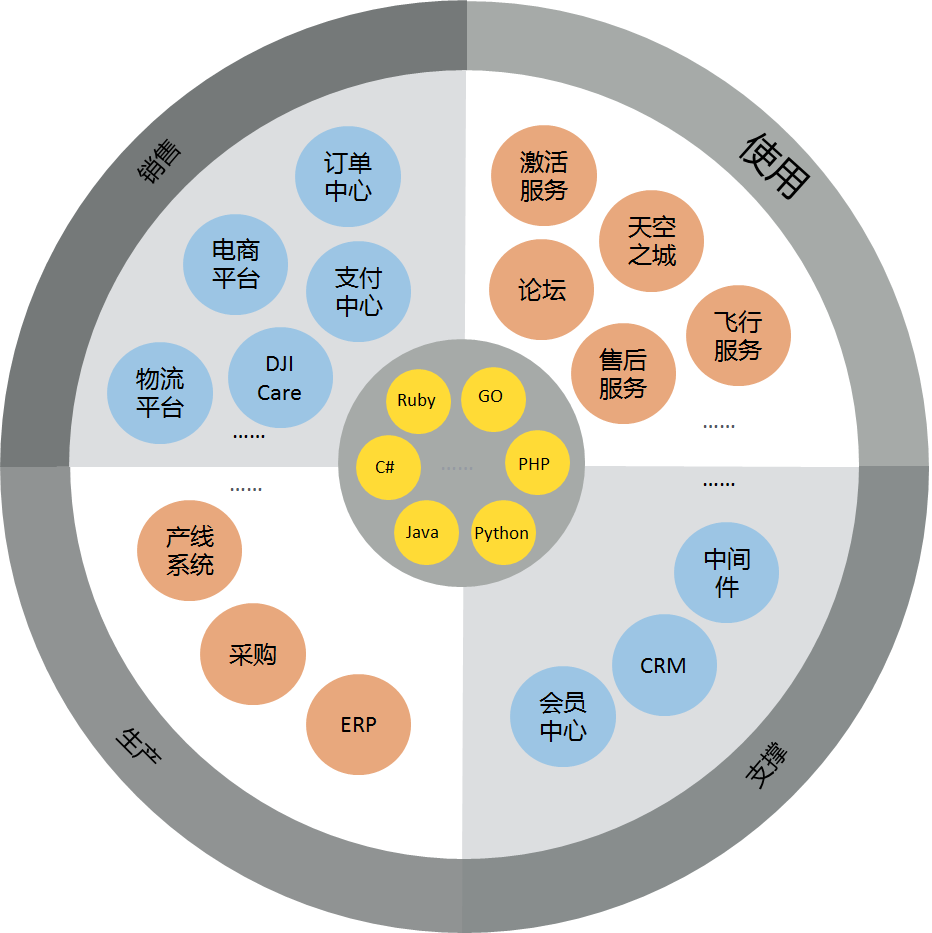 销售
订单
中心
电商
平台
支付
中心
物流
平台
DJI
Care
……
使用
激活
服务
天空
之城
论坛
飞行
服务
售后
服务
……
Ruby
GO
C#
……
PHP
Java
Python
……
产线
系统
采购
ERP
生产
……
中间
件
CRM
会员
中心
支撑